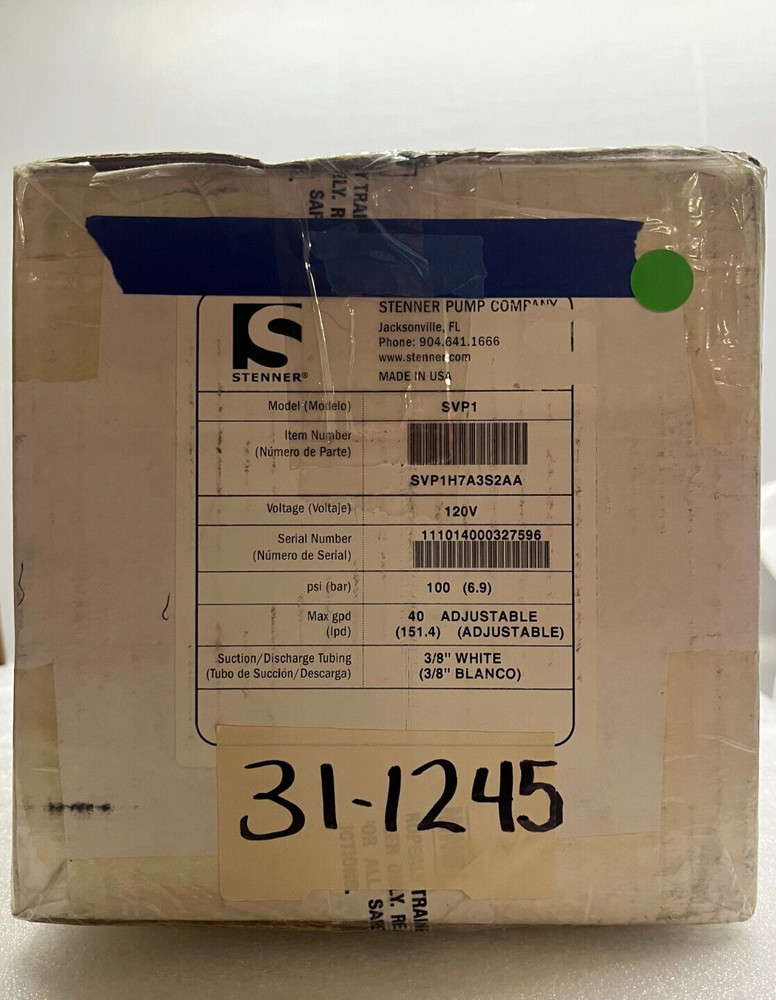 STENNER PUMP COMPANY
Jacksonville, FL
Phone: 904.641.1666
www.stenner.com
MADE IN USA
STENNER®
Model (Modelo) SVP1
Item Number
(Número de Parte)
SVP1H7A3S2AA
Voltage (Voltaje) 120V
Serial Number 111014000327596
(Número de Serial)
psi (bar) 100 (6.9)
Max gpd 40 ADJUSTABLE
(lpd) (151.4) (ADJUSTABLE)
Suction/Discharge Tubing 3/8" WHITE
(Tubo de Succión/Descarga) (3/8" BLANCO)
31-1245